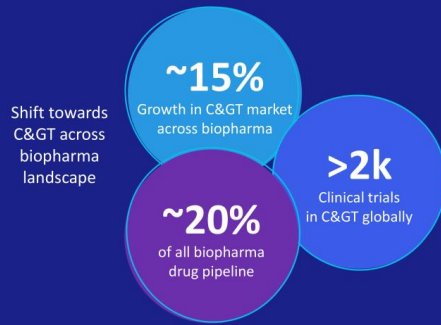 Shift towards
C&GT across
biopharma
landscape
~15%
Growth in C&GT market
across biopharma
>2k
Clinical trials
in C&GT globally
~20%
of all biopharma
drug pipeline